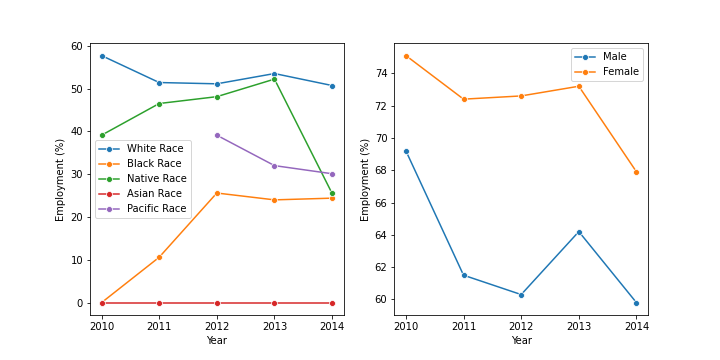 60
50
40
30
20
10
0
Employment (%)
White Race
Black Race
Native Race
Asian Race
Pacific Race
2010 2011 2012 2013 2014
Year
74
72
70
68
66
64
62
60
Employment (%)
Male
Female
2010 2011 2012 2013 2014
Year